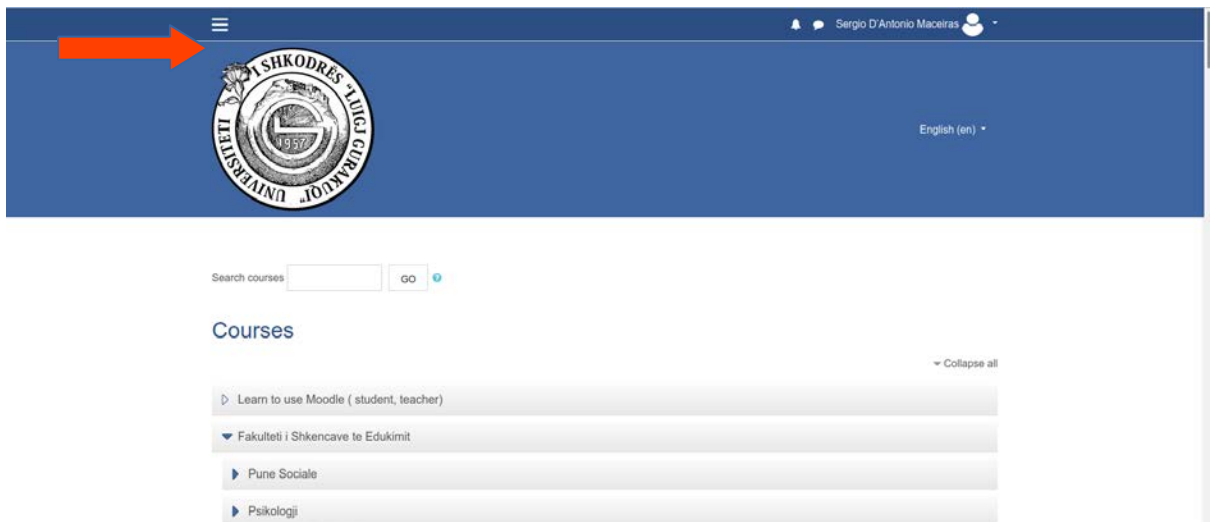 Sergio D'Antonio Maceiras
UNIVERSITETI I SHKODRËS "LUIGJ GURAKUQI"
1957
English (en)
Search courses GO ?
Courses
Collapse all
Learn to use Moodle ( student, teacher)
Fakulteti i Shkencave te Edukimit
Pune Sociale
Psikologji